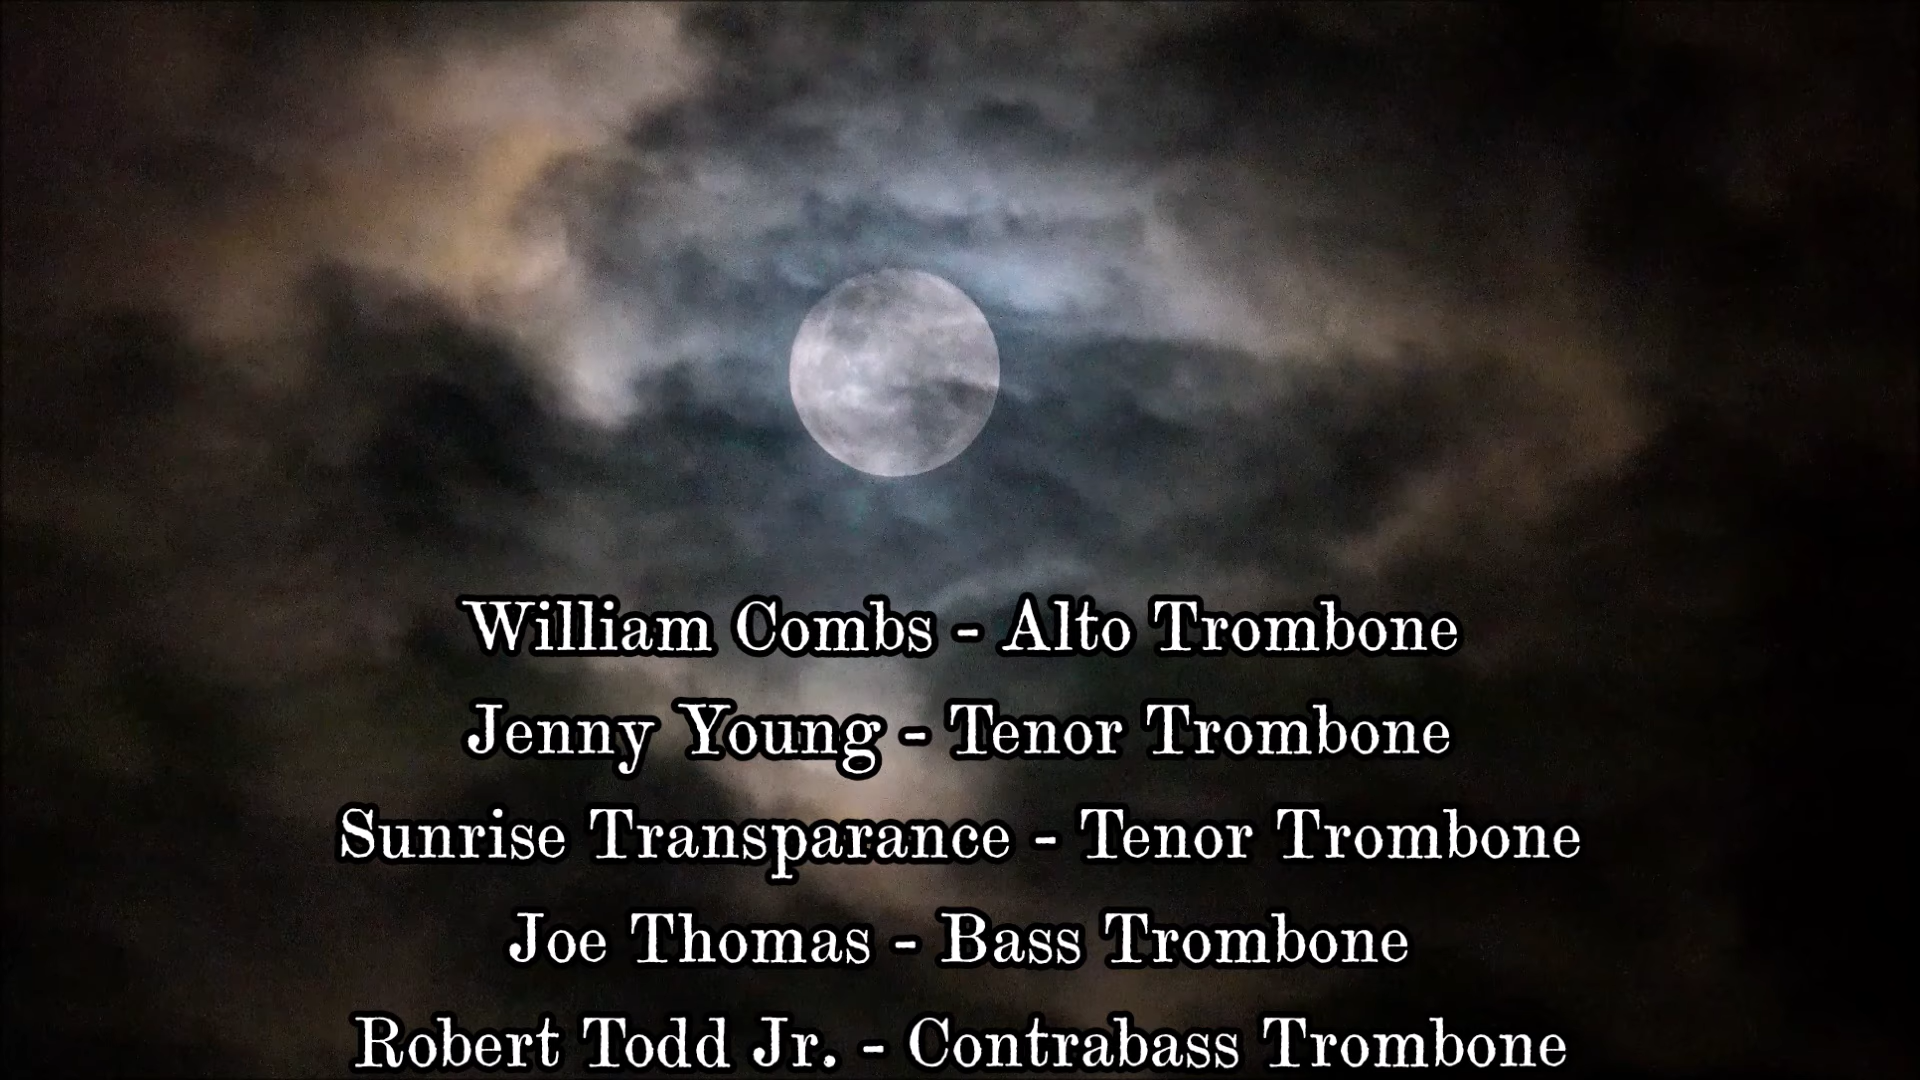 William Combs - Alto Trombone
Jenny Young - Tenor Trombone
Sunrise Transparance - Tenor Trombone
Joe Thomas - Bass Trombone
Robert Todd Jr. - Contrabass Trombone